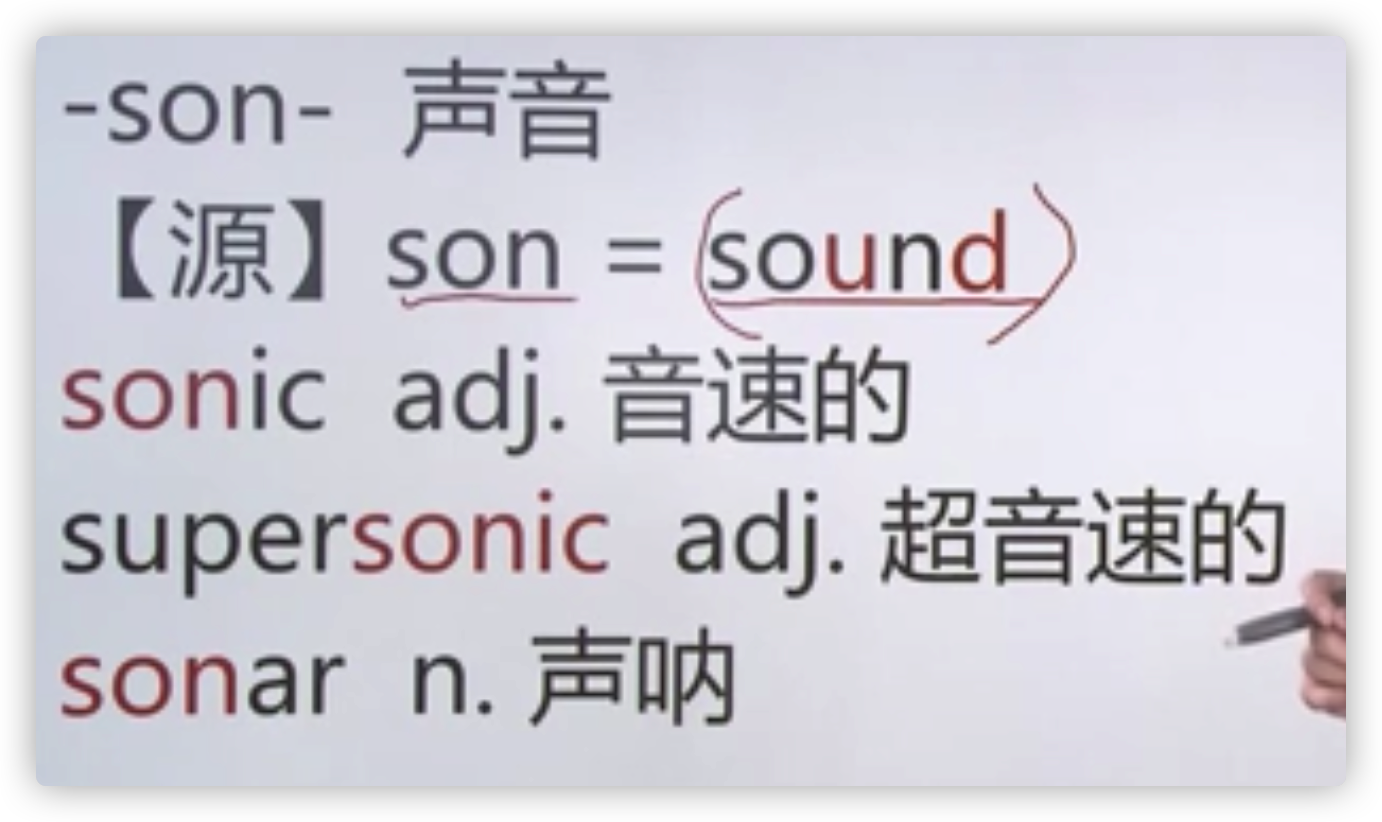 -son- 声音
【源】son = sound
sonic adj. 音速的
supersonic adj. 超音速的
sonar n. 声呐